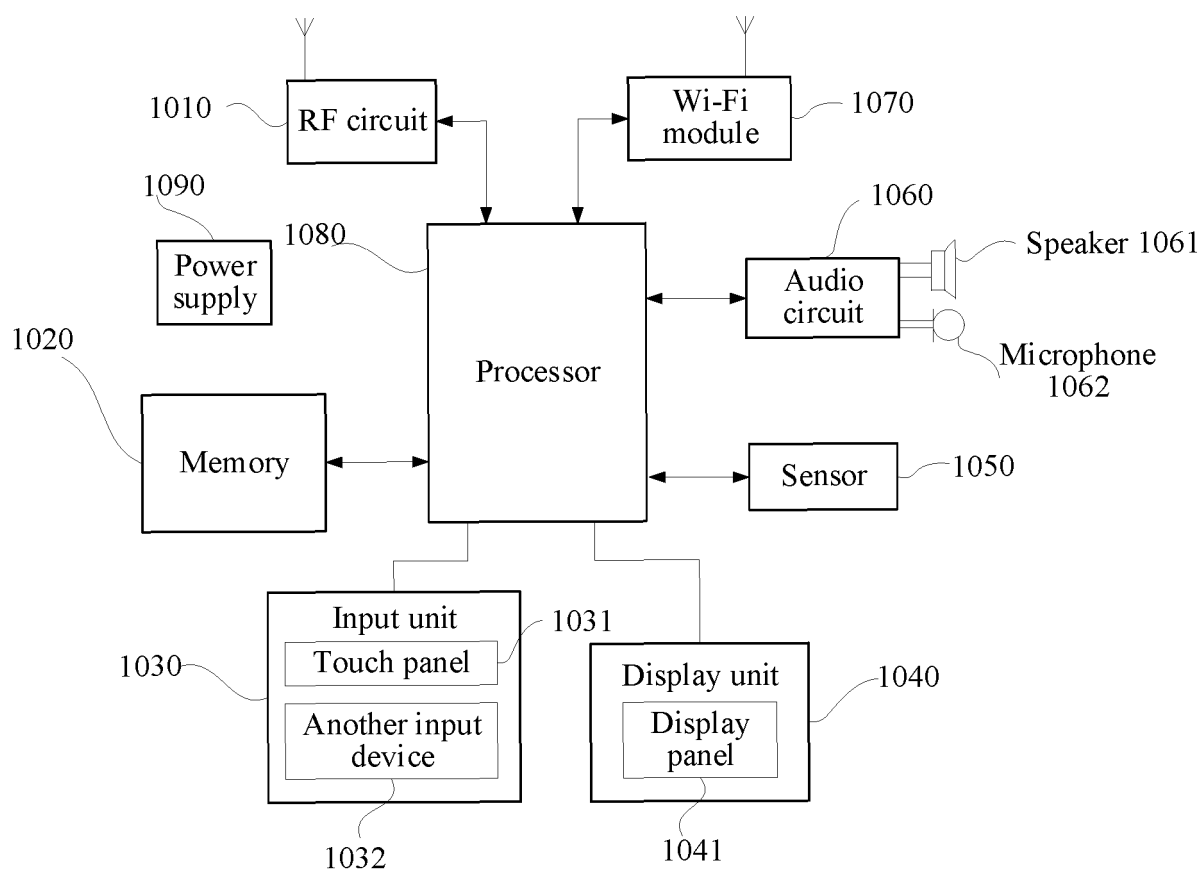 1010
RF circuit
Wi-Fi
module
1070
1090
Power
supply
1080
Processor
1060
Audio
circuit
Speaker 1061
Microphone
1062
1020
Memory
Sensor
1050
Input unit
1031
Touch panel
1030
Another input
device
1032
Display unit
1040
Display
panel
1041